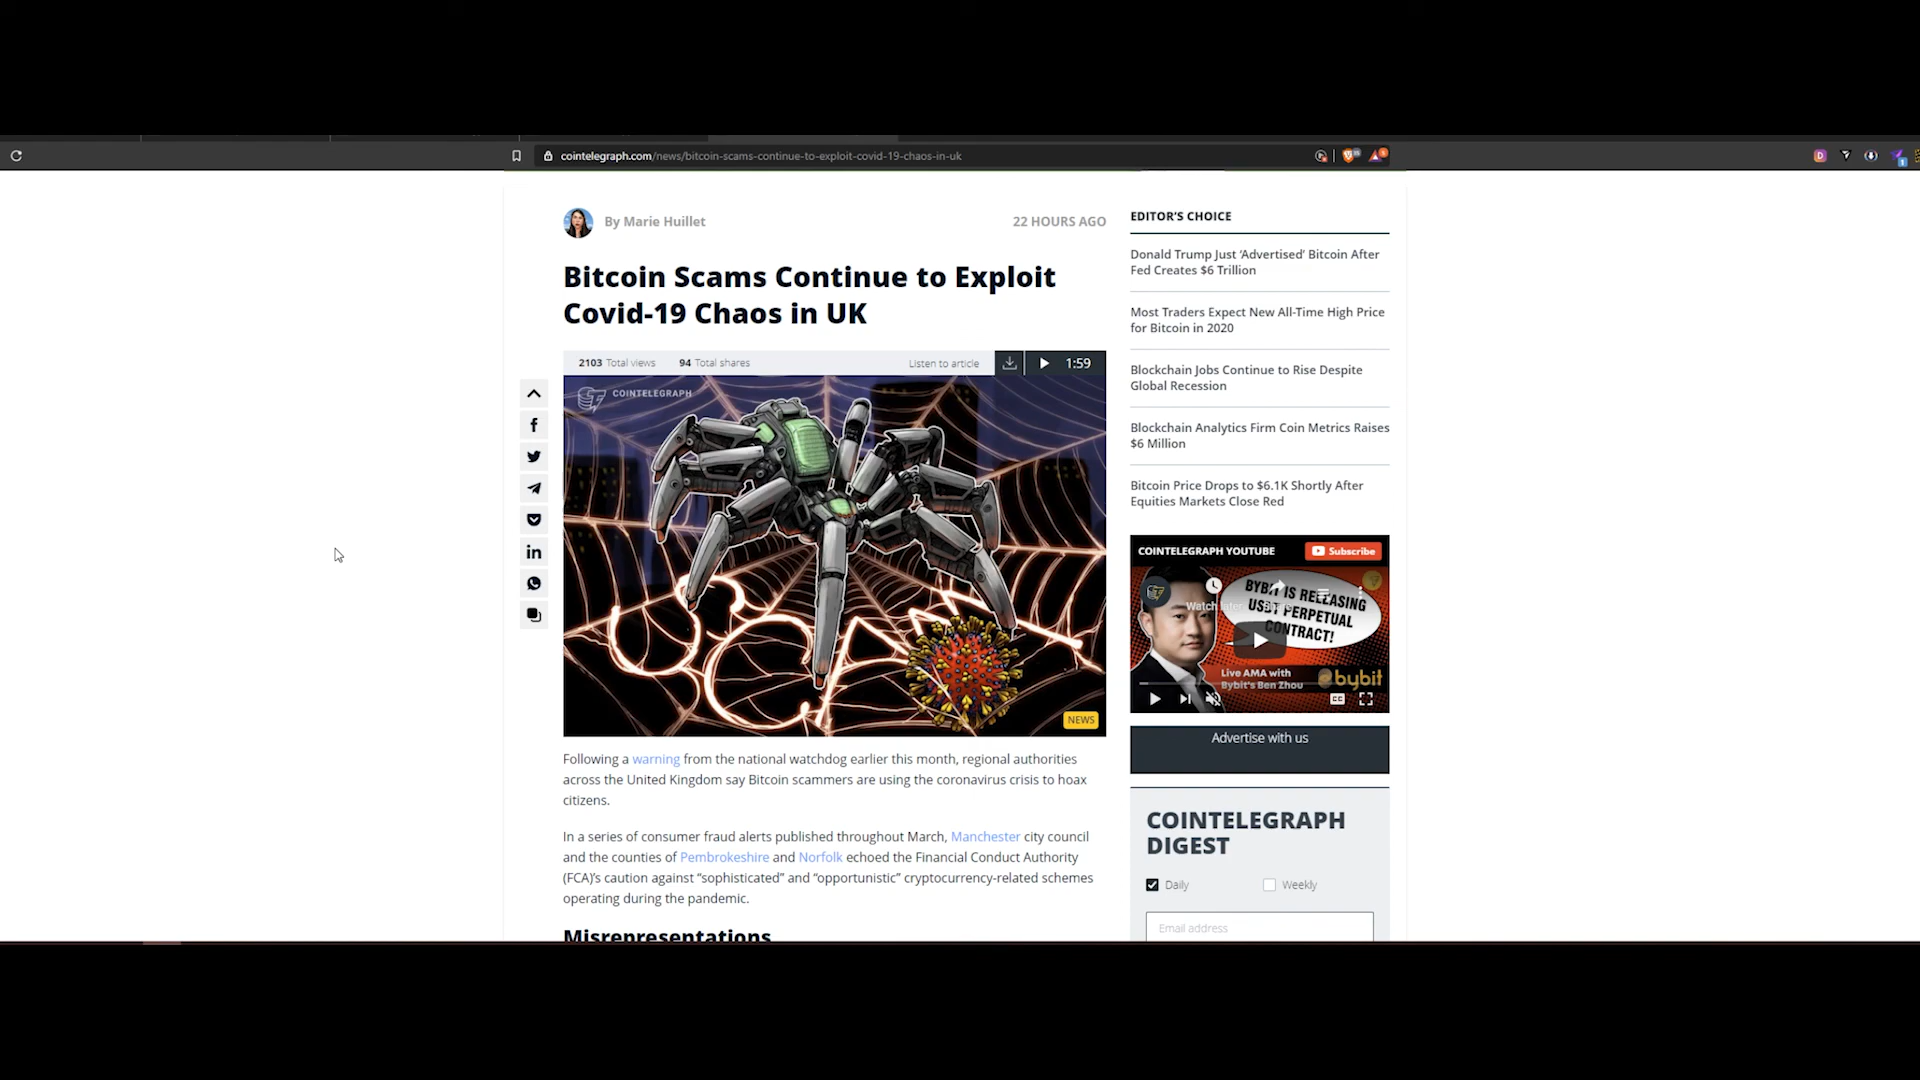 cointelegraph.com/news/bitcoin-scams-continue-to-exploit-covid-19-chaos-in-uk
By Marie Huillet
22 HOURS AGO
Bitcoin Scams Continue to Exploit
Covid-19 Chaos in UK
2103 Total views
94 Total shares
Listen to article
1:59
COINTELEGRAPH
SCAM
NEWS
Following a warning from the national watchdog earlier this month, regional authorities
across the United Kingdom say Bitcoin scammers are using the coronavirus crisis to hoax
citizens.
In a series of consumer fraud alerts published throughout March, Manchester city council
and the counties of Pembrokeshire and Norfolk echoed the Financial Conduct Authority
(FCA)'s caution against “sophisticated” and “opportunistic” cryptocurrency-related schemes
operating during the pandemic.
Misrepresentations
EDITOR'S CHOICE
Donald Trump Just ‘Advertised’ Bitcoin After
Fed Creates $6 Trillion
Most Traders Expect New All-Time High Price
for Bitcoin in 2020
Blockchain Jobs Continue to Rise Despite
Global Recession
Blockchain Analytics Firm Coin Metrics Raises
$6 Million
Bitcoin Price Drops to $6.1K Shortly After
Equities Markets Close Red
COINTELEGRAPH YOUTUBE
Subscribe
Watch later
Share
BYBIT IS RELEASING
USDT PERPETUAL
CONTRACT!
Live AMA with
Bybit's Ben Zhou
bybit
CC
Advertise with us
COINTELEGRAPH
DIGEST
Daily
Weekly
Email address